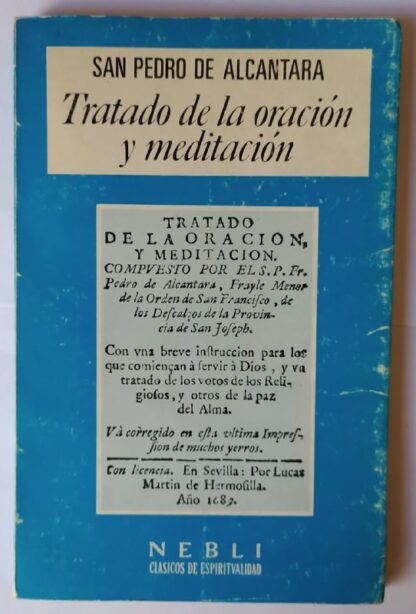 SAN PEDRO DE ALCANTARA
Tratado de la oración
y meditación
TRATADO
DE LA ORACION,
Y MEDITACION.
COMPVESTO POR EL S. P. Fr.
Pedro de Alcantara, Frayle Menor
de la Orden de San Franciſco, de
los Deſcalços de la Provin-
cia de San Joſeph.
Con vna breve inſtruccion para los
que comiençan à ſervir à Dios, y vn
tratado de los votos de los Reli-
gioſos, y otros de la paz
del Alma.
Và corregido en eſta vltima Impreſ-
ſion de muchos yerros.
Con licencia. En Sevilla: Por Lucas
Martin de Hermoſilla.
Año 1689.
NEBLI
CLASICOS DE ESPIRITVALIDAD